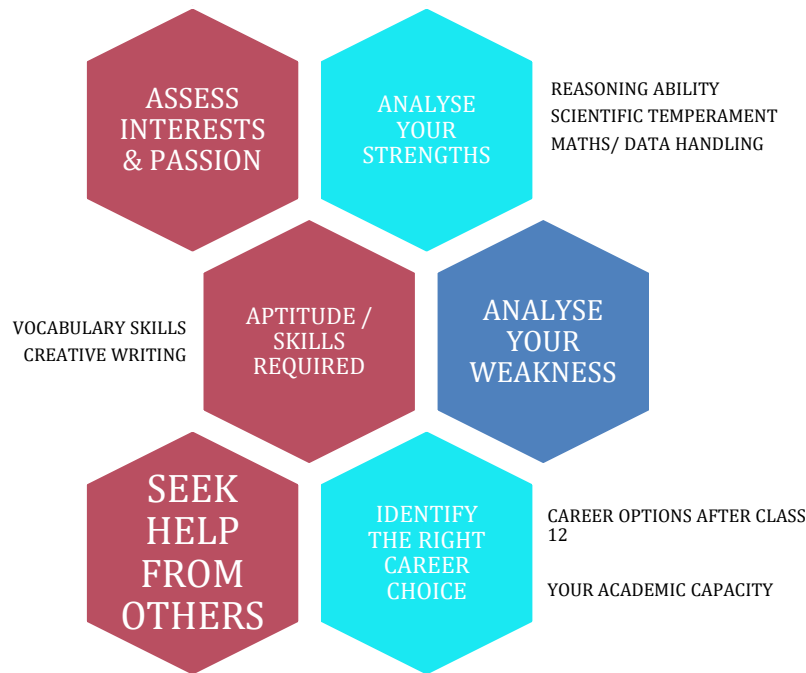 ASSESS
INTERESTS
& PASSION
ANALYSE
YOUR
STRENGTHS
REASONING ABILITY
SCIENTIFIC TEMPERAMENT
MATHS/ DATA HANDLING
VOCABULARY SKILLS
CREATIVE WRITING
APTITUDE /
SKILLS
REQUIRED
ANALYSE
YOUR
WEAKNESS
SEEK
HELP
FROM
OTHERS
IDENTIFY
THE RIGHT
CAREER
CHOICE
CAREER OPTIONS AFTER CLASS
12
YOUR ACADEMIC CAPACITY